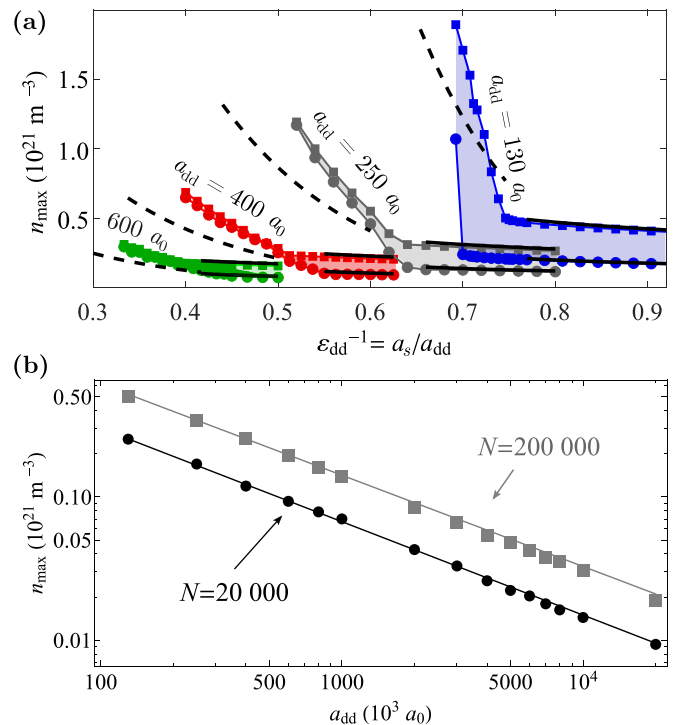 (a)
n_max (10^21 m^−3)
1.5
1.0
0.5
600 a_0
a_dd = 400 a_0
a_dd = 250 a_0
a_dd = 130 a_0
0.3 0.4 0.5 0.6 0.7 0.8 0.9
ε_dd^−1 = a_s/a_dd
(b)
n_max (10^21 m^−3)
0.50
0.10
0.05
0.01
N=200 000
N=20 000
100 500 1000 5000 10^4
a_dd (10^3 a_0)